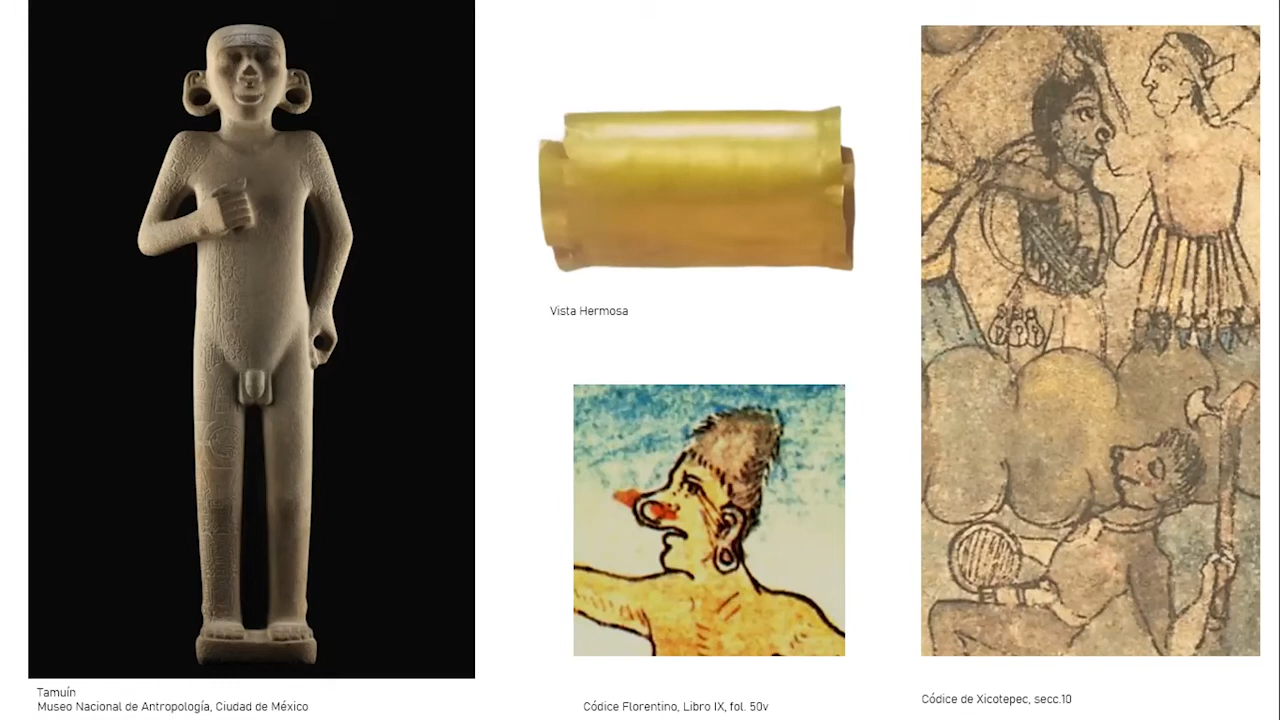 Vista Hermosa
Tamuín
Museo Nacional de Antropología, Ciudad de México
Códice Florentino, Libro IX, fol. 50v
Códice de Xicotepec, secc.10